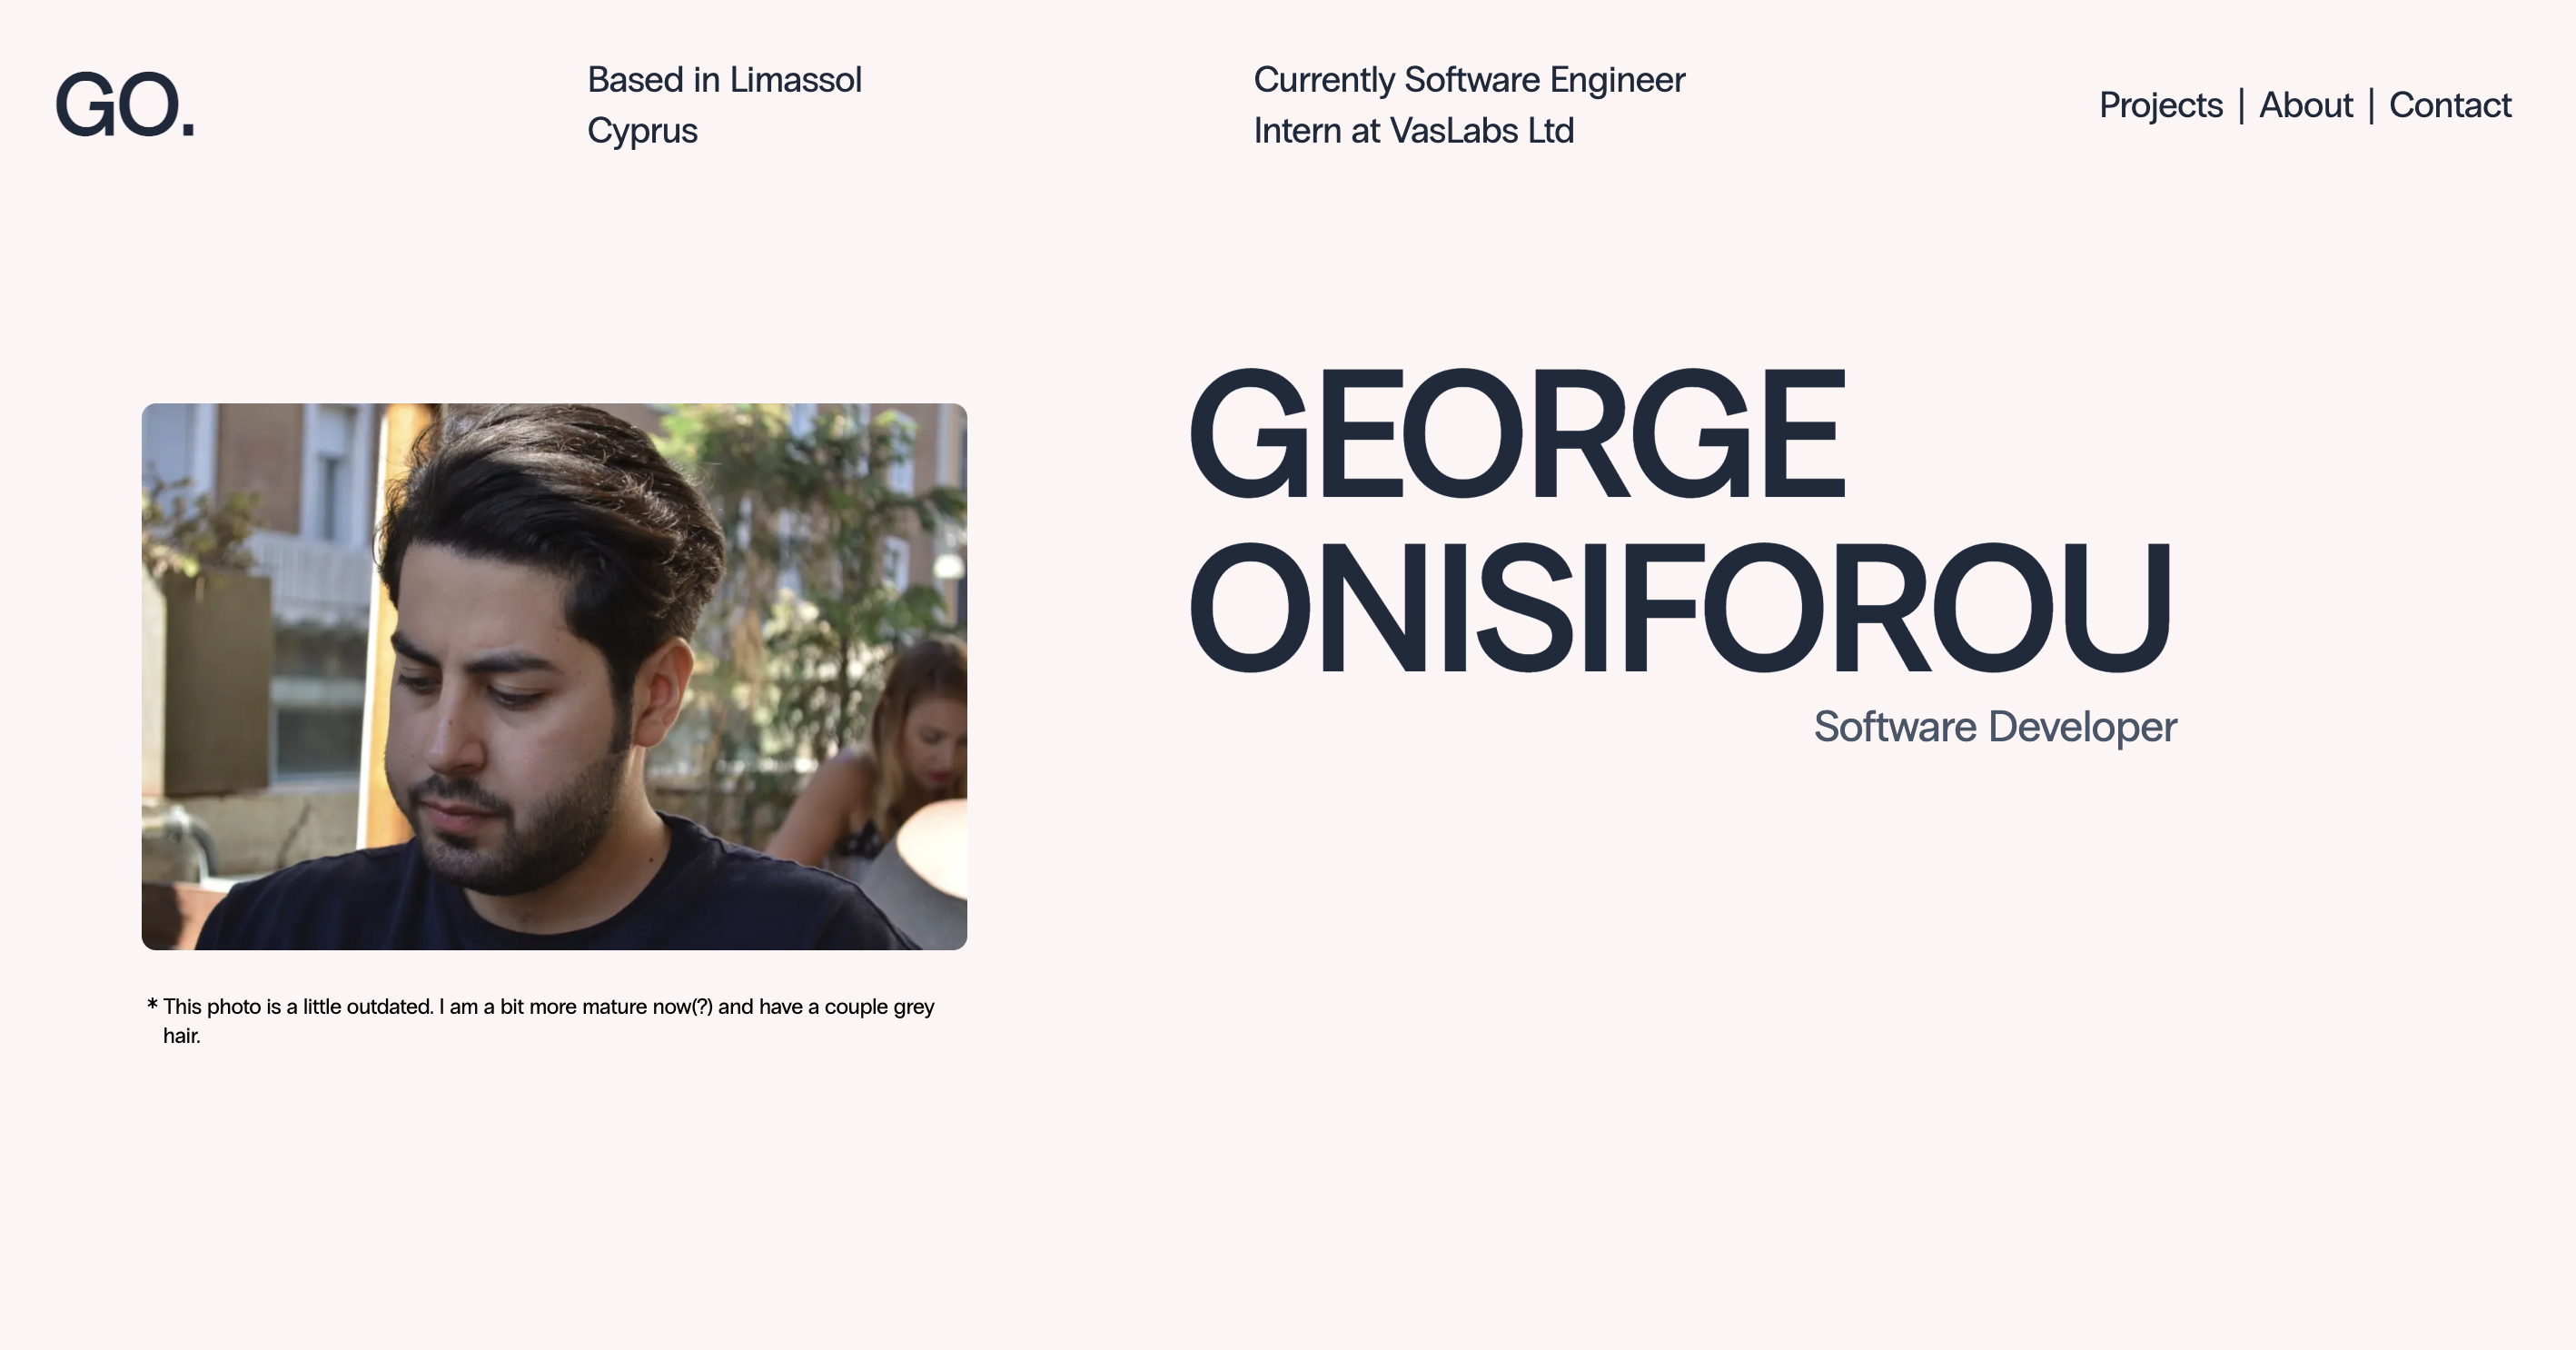 GO.
Based in Limassol
Cyprus
Currently Software Engineer
Intern at VasLabs Ltd
Projects | About | Contact
GEORGE
ONISIFOROU
Software Developer
* This photo is a little outdated. I am a bit more mature now(?) and have a couple grey
hair.